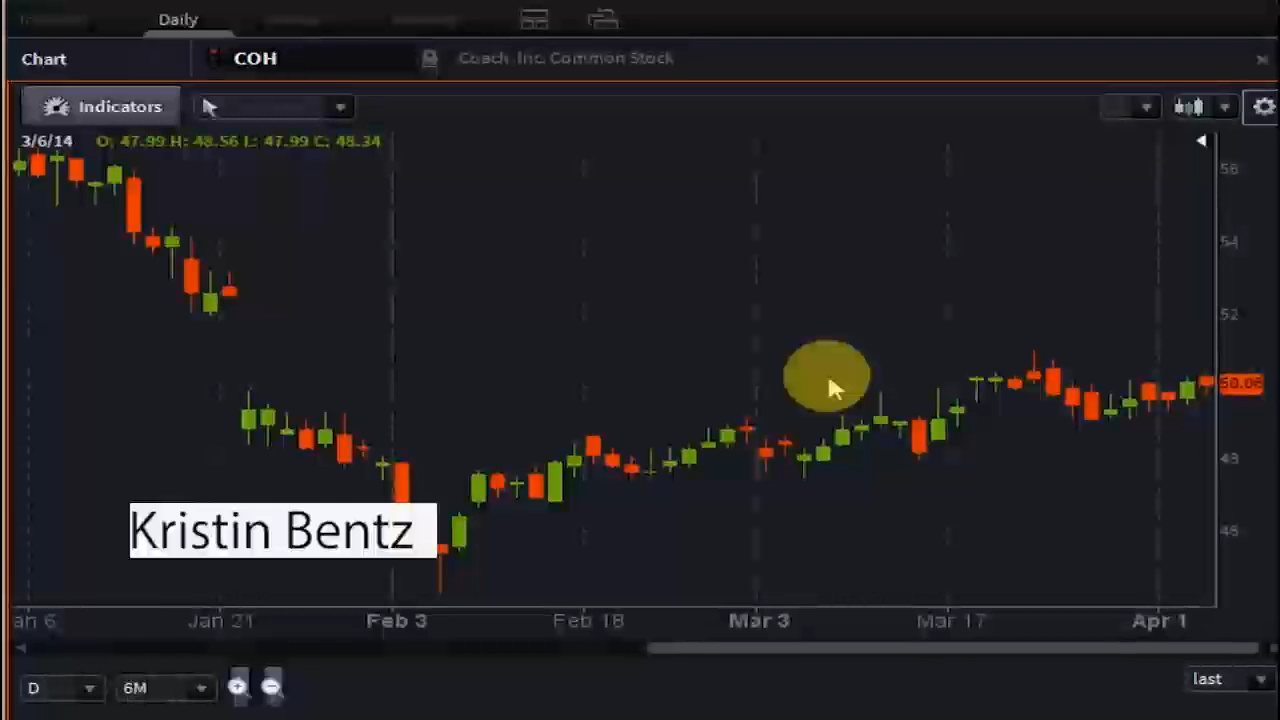 Daily
Chart COH Coach, Inc. Common Stock
Indicators
3/6/14 O: 47.99 H: 48.56 L: 47.99 C: 48.34
56
54
52
50.06
48
46
Kristin Bentz
an 6 Jan 21 Feb 3 Feb 18 Mar 3 Mar 17 Apr 1
D 6M last